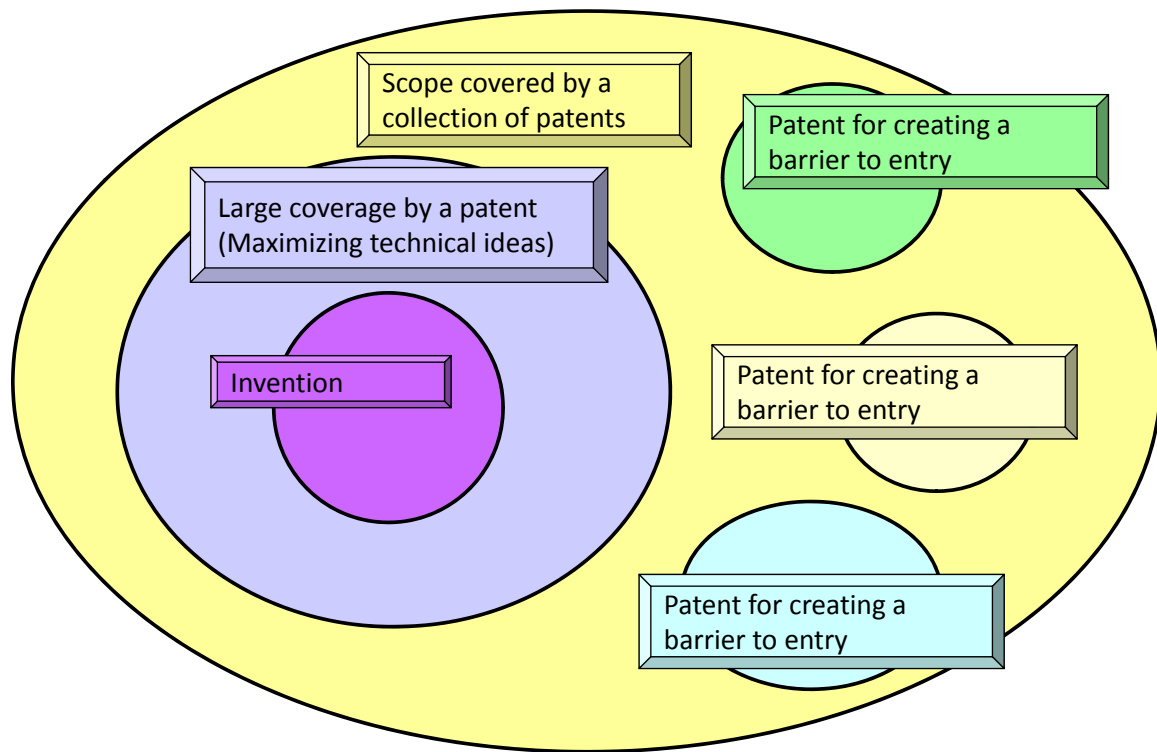 Scope covered by a
collection of patents
Patent for creating a
barrier to entry
Large coverage by a patent
(Maximizing technical ideas)
Invention
Patent for creating a
barrier to entry
Patent for creating a
barrier to entry